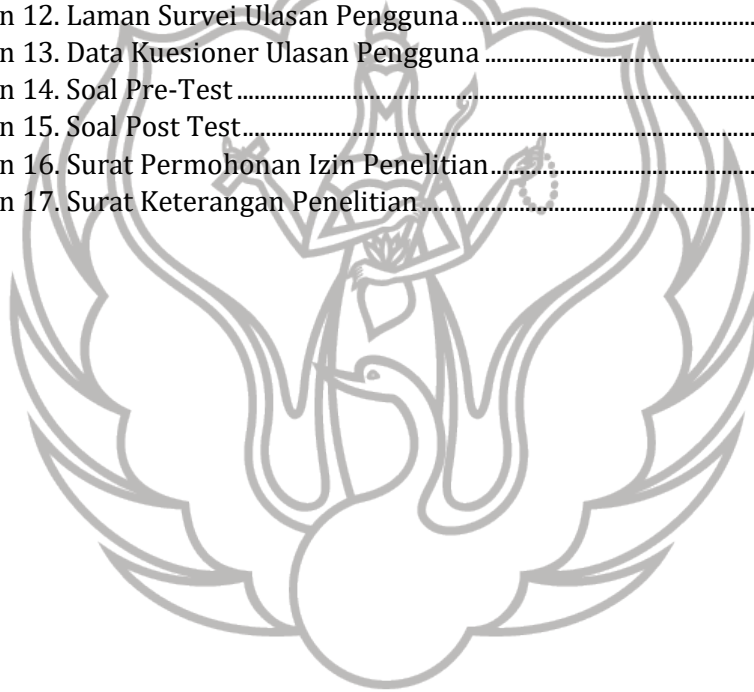 n 12. Laman Survei Ulasan Pengguna
n 13. Data Kuesioner Ulasan Pengguna
n 14. Soal Pre-Test
n 15. Soal Post Test
n 16. Surat Permohonan Izin Penelitian
n 17. Surat Keterangan Penelitian